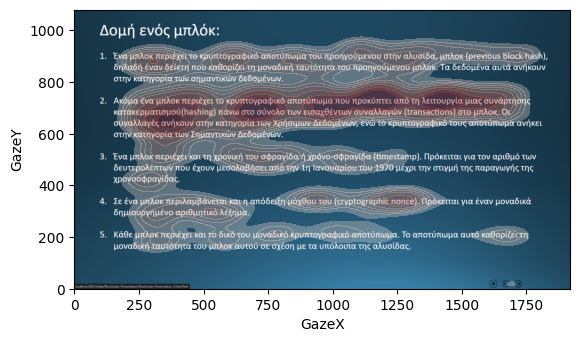 Δομή ενός μπλόκ:
1. Ένα μπλοκ περιέχει το κρυπτογραφικό αποτύπωμα του προηγούμενου στην αλυσίδα, μπλοκ (previous block hash),
δηλαδή έναν δείκτη που καθορίζει την μοναδική ταυτότητα του προηγούμενου μπλοκ. Τα δεδομένα αυτά ανήκουν
στην κατηγορία των σημαντικών δεδομένων.
2. Ακόμα ένα μπλοκ περιέχει το κρυπτογραφικό αποτύπωμα που προκύπτει από τη λειτουργία μιας συνάρτησης
κατακερματισμού(hashing) πάνω στο σύνολο των εισαχθέντων συναλλαγών (transactions) στο μπλοκ. Οι
συναλλαγές ανήκουν στην κατηγορία των Χρήσιμων Δεδομένων, ενώ το κρυπτογραφικό τους αποτύπωμα ανήκει
στην κατηγορία των Σημαντικών Δεδομένων.
3. Ένα μπλοκ περιέχει και τη χρονική του σφραγίδα ή χρόνο-σφραγίδα (timestamp). Πρόκειται για τον αριθμό των
δευτερολέπτων που έχουν μεσολαβήσει από την 1η Ιανουαρίου του 1970 μέχρι την στιγμή της παραγωγής της
χρονοσφραγίδας.
4. Σε ένα μπλοκ περιλαμβάνεται και η απόδειξη μόχθου του (cryptographic nonce). Πρόκειται για έναν μοναδικά
δημιουργημένο αριθμητικό λέξημα.
5. Κάθε μπλοκ περιέχει και το δικό του μοναδικό κρυπτογραφικό αποτύπωμα. Το αποτύπωμα αυτό καθορίζει τη
μοναδική ταυτότητα του μπλοκ αυτού σε σχέση με τα υπόλοιπα της αλυσίδας.
GazeY
1000
800
600
400
200
0
0 250 500 750 1000 1250 1500 1750
GazeX